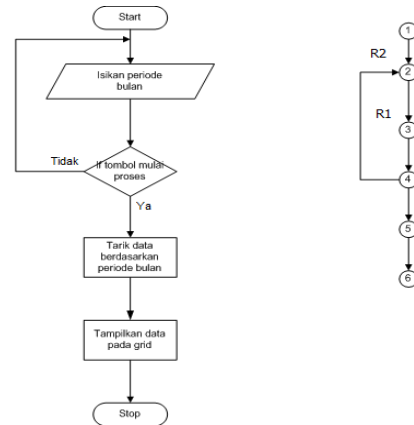 Start
Isikan periode
bulan
Tidak
If tombol mulai
proses
Ya
Tarik data
berdasarkan
periode bulan
Tampilkan data
pada grid
Stop
1
R2
2
R1
3
4
5
6